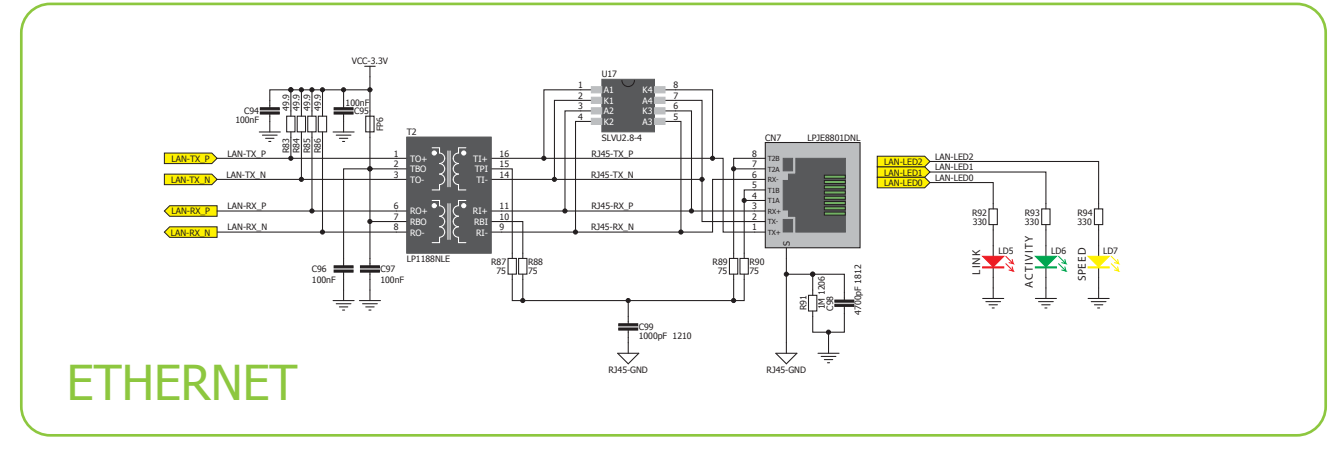 VCC-3.3V
C94
100nF
49.9
49.9
49.9
49.9
R83
R84
R85
R86
100nF
C95
FP6
LAN-TX_P
LAN-TX_P
LAN-TX_N
LAN-TX_N
LAN-RX_P
LAN-RX_P
LAN-RX_N
LAN-RX_N
C96
100nF
C97
100nF
T2
1 TO+ TI+ 16
2 TBO TPI 15
3 TO- TI- 14
6 RO+ RI+ 11
7 RBO RBI 10
8 RO- RI- 9
LP1188NLE
U17
1 A1 K4 8
2 K1 A4 7
3 A2 K3 6
4 K2 A3 5
SLVU2.8-4
RJ45-TX_P
RJ45-TX_N
RJ45-RX_P
RJ45-RX_N
R87
75
R88
75
R89
75
R90
75
C99
1000pF 1210
RJ45-GND
CN7 LPJE8801DNL
8 T2B
7 T2A
6 RX-
5 T1B
4 T1A
3 RX+
2 TX-
1 TX+
S
R91
1M 1206
C98
4700pF 1812
RJ45-GND
LAN-LED2 LAN-LED2
LAN-LED1 LAN-LED1
LAN-LED0 LAN-LED0
R92
330
R93
330
R94
330
LINK
LD5
ACTIVITY
LD6
SPEED
LD7
ETHERNET